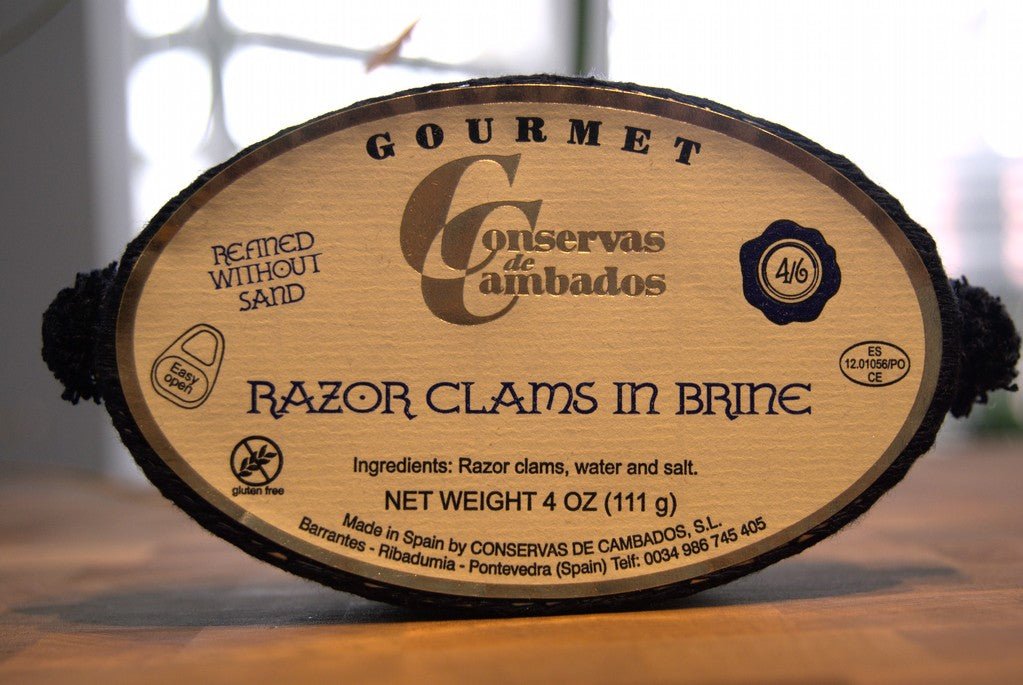 GOURMET
Conservas
de
Cambados
REFINED
WITHOUT
SAND
4/6
Easy
open
ES
12.01056/PO
CE
RAZOR CLAMS IN BRINE
gluten free
Ingredients: Razor clams, water and salt.
NET WEIGHT 4 OZ (111 g)
Made in Spain by CONSERVAS DE CAMBADOS, S.L.
Barrantes - Ribadumia - Pontevedra (Spain) Telf: 0034 986 745 405